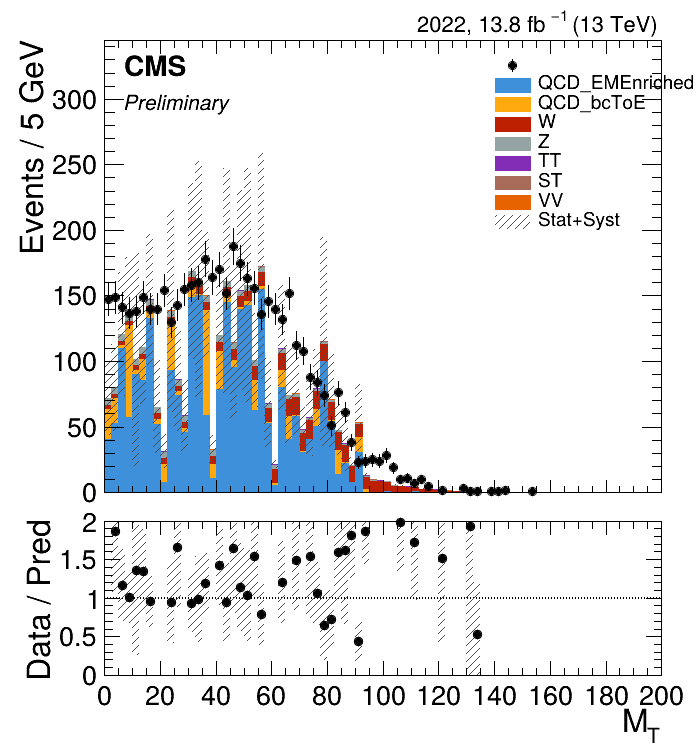 2022, 13.8 fb⁻¹ (13 TeV)
Events / 5 GeV
CMS
Preliminary
QCD_EMEnriched
QCD_bcToE
W
Z
TT
ST
VV
Stat+Syst
300
250
200
150
100
50
0
Data / Pred
2
1.5
1
0.5
0
0 20 40 60 80 100 120 140 160 180 200
M_T